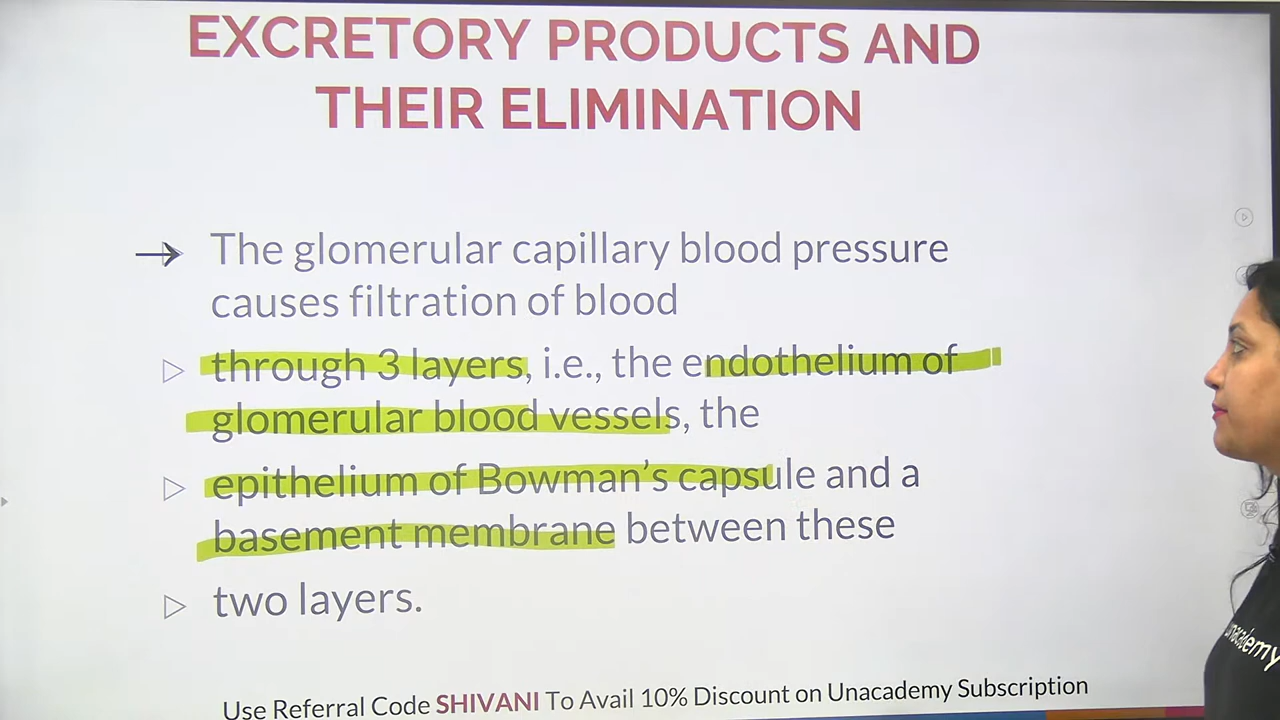 EXCRETORY PRODUCTS AND
THEIR ELIMINATION
The glomerular capillary blood pressure
causes filtration of blood
through 3 layers, i.e., the endothelium of
glomerular blood vessels, the
epithelium of Bowman's capsule and a
basement membrane between these
two layers.
Use Referral Code SHIVANI To Avail 10% Discount on Unacademy Subscription
unacademy